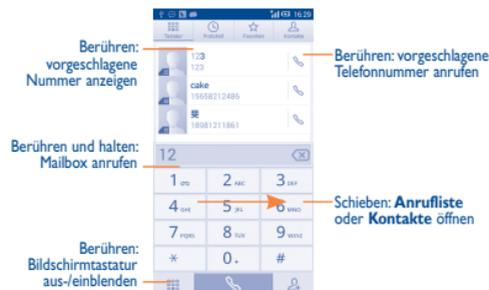 16:29
Tastatur
Protokoll
Favoriten
Kontakte
Berühren:
vorgeschlagene
Nummer anzeigen
123
123
cake
15658212486
斐
18981211861
Berühren: vorgeschlagene
Telefonnummer anrufen
Berühren und halten:
Mailbox anrufen
12
1
2 ABC
3 DEF
4 GHI
5 JKL
6 MNO
7 PQRS
8 TUV
9 WXYZ
*
0 +
#
Schieben: Anrufliste
oder Kontakte öffnen
Berühren:
Bildschirmtastatur
aus-/einblenden